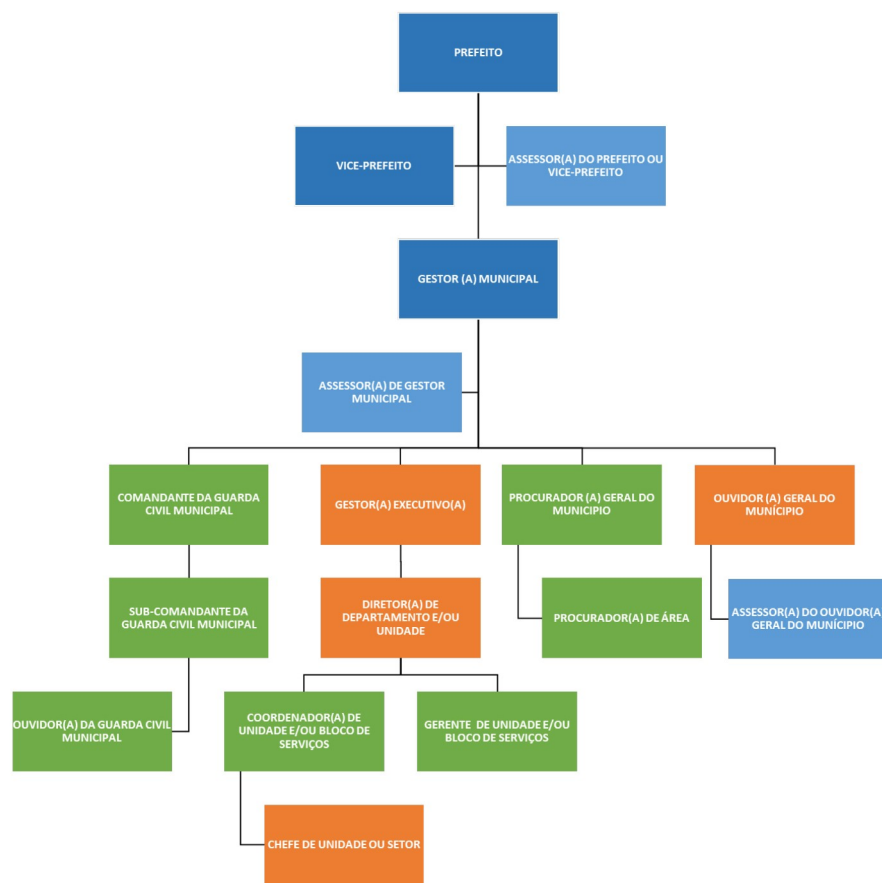 PREFEITO
VICE-PREFEITO
ASSESSOR(A) DO PREFEITO OU
VICE-PREFEITO
GESTOR (A) MUNICIPAL
ASSESSOR(A) DE GESTOR
MUNICIPAL
COMANDANTE DA GUARDA
CIVIL MUNICIPAL
GESTOR(A) EXECUTIVO(A)
PROCURADOR (A) GERAL DO
MUNICIPIO
OUVIDOR (A) GERAL DO
MUNÍCIPIO
SUB-COMANDANTE DA
GUARDA CIVIL MUNICIPAL
DIRETOR(A) DE
DEPARTAMENTO E/OU
UNIDADE
PROCURADOR(A) DE ÁREA
ASSESSOR(A) DO OUVIDOR(A
GERAL DO MUNÍCIPIO
OUVIDOR(A) DA GUARDA CIVIL
MUNICIPAL
COORDENADOR(A) DE
UNIDADE E/OU BLOCO DE
SERVIÇOS
GERENTE DE UNIDADE E/OU
BLOCO DE SERVIÇOS
CHEFE DE UNIDADE OU SETOR